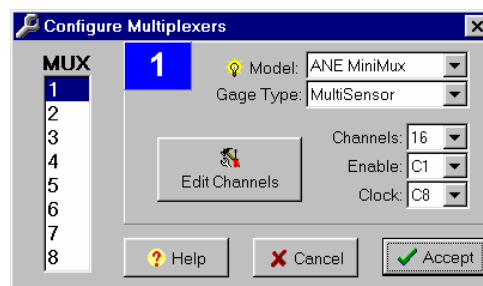 Configure Multiplexers
MUX
1
2
3
4
5
6
7
8
1
Model: ANE MiniMux
Gage Type: MultiSensor
Edit Channels
Channels: 16
Enable: C1
Clock: C8
? Help
Cancel
Accept